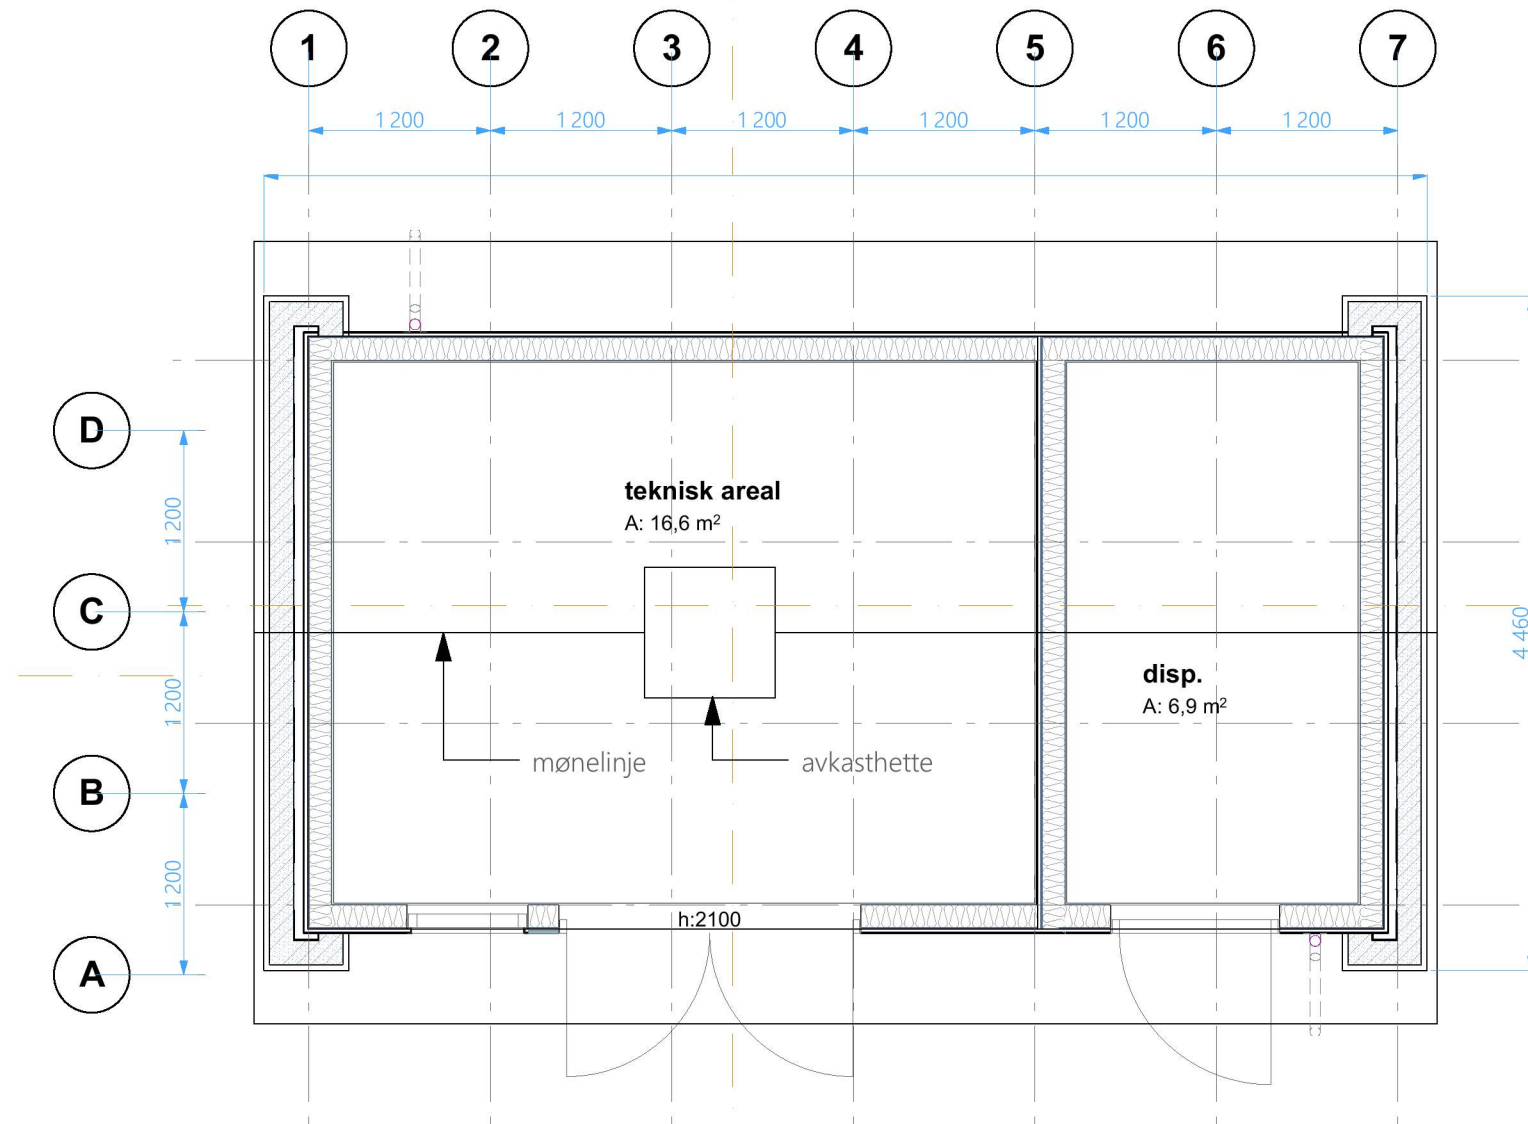 1 2 3 4 5 6 7
1 200 1 200 1 200 1 200 1 200 1 200
D
1 200
teknisk areal
A: 16,6 m²
C
4 460
disp.
A: 6,9 m²
1 200
mønelinje avkasthette
B
1 200
h:2100
A